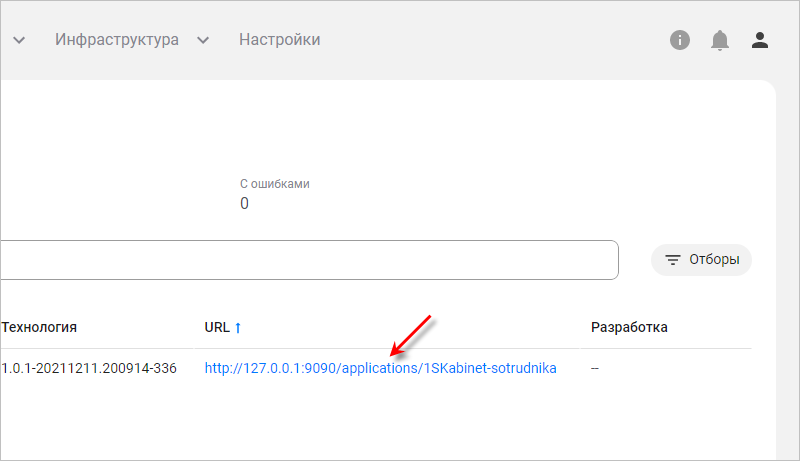 Инфраструктура Настройки
С ошибками
0
Отборы
Технология URL ↑ Разработка
1.0.1-20211211.200914-336 http://127.0.0.1:9090/applications/1SKabinet-sotrudnika --